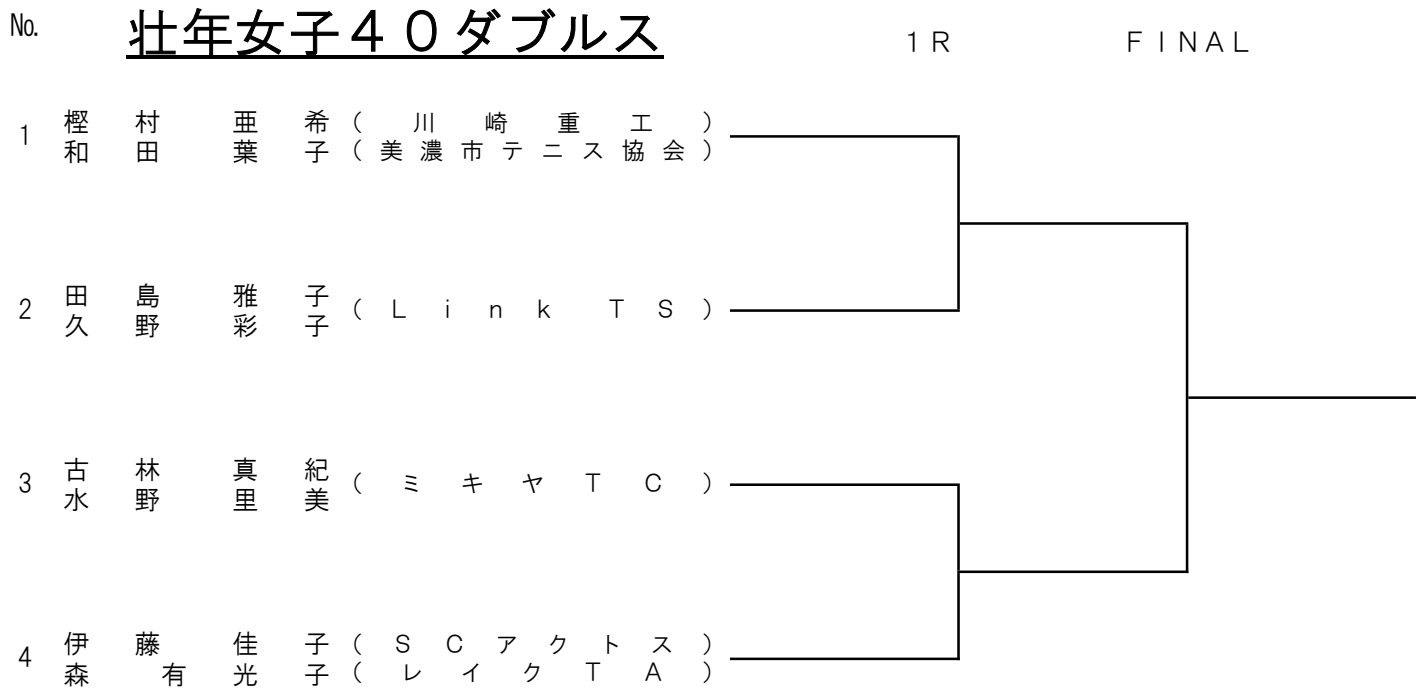 No. 壮年女子４０ダブルス １Ｒ ＦＩＮＡＬ
1 樫村 亜希 （川崎重工）
和田 葉子 （美濃市テニス協会）
2 田島 雅子 （Ｌｉｎｋ ＴＳ）
久野 彩子
3 古林 真紀 （ミキヤＴＣ）
水野 里美
4 伊藤 佳子 （ＳＣアクトス）
森 有光子 （レイクＴＡ）